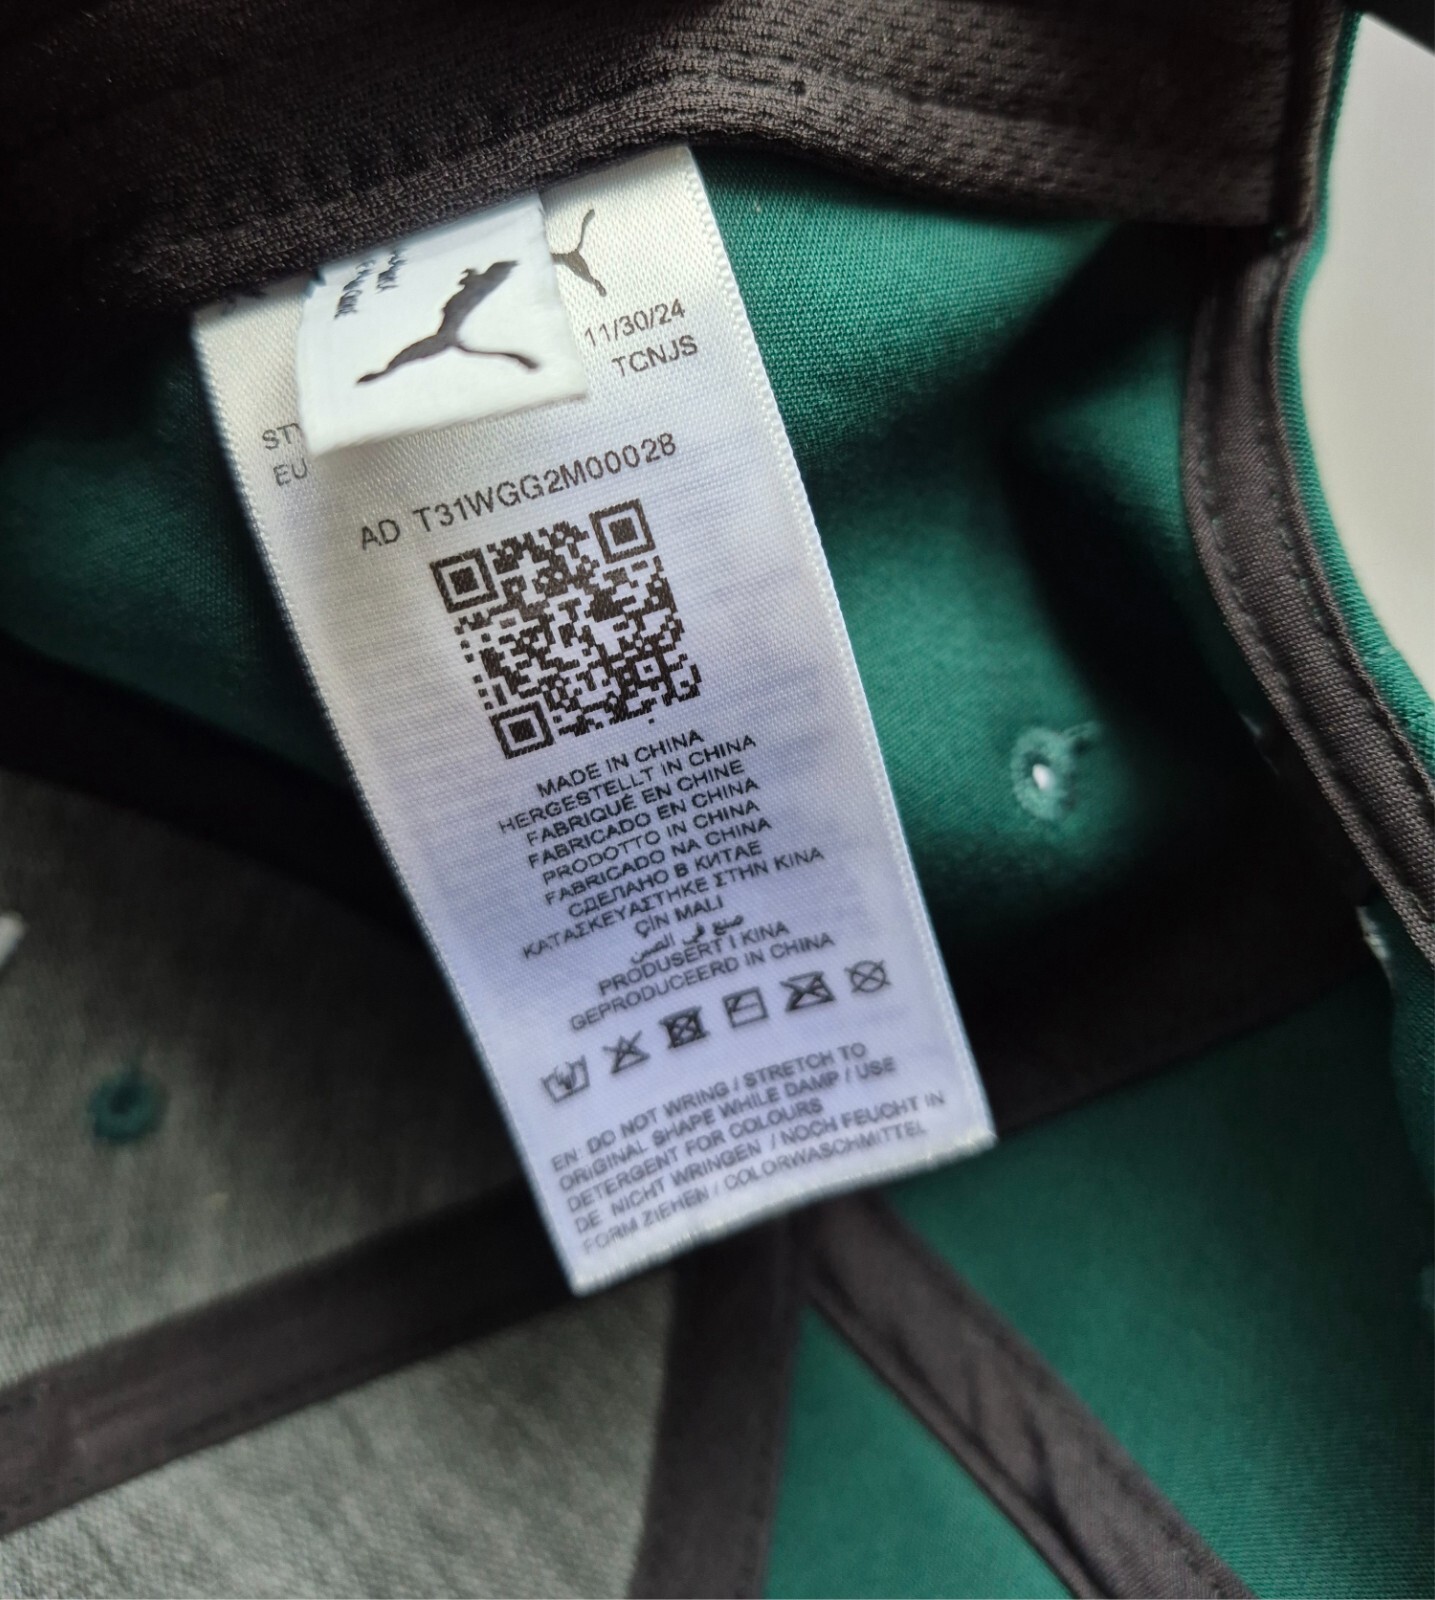 11/30/24
TCNJS
STY
EU
AD T31WGG2M00028
MADE IN CHINA
HERGESTELLT IN CHINA
FABRIQUÉ EN CHINE
FABRICADO EN CHINA
PRODOTTO IN CHINA
FABRICADO NA CHINA
СДЕЛАНО В КИТАЕ
ΚΑΤΑΣΚΕΥΑΣΤΗΚΕ ΣΤΗΝ ΚΙΝΑ
ÇİN MALI
صنع في الصين
PRODUSERT I KINA
GEPRODUCEERD IN CHINA
EN: DO NOT WRING / STRETCH TO
ORIGINAL SHAPE WHILE DAMP / USE
DETERGENT FOR COLOURS
DE NICHT WRINGEN / NOCH FEUCHT IN
FORM ZIEHEN / COLORWASCHMITTEL